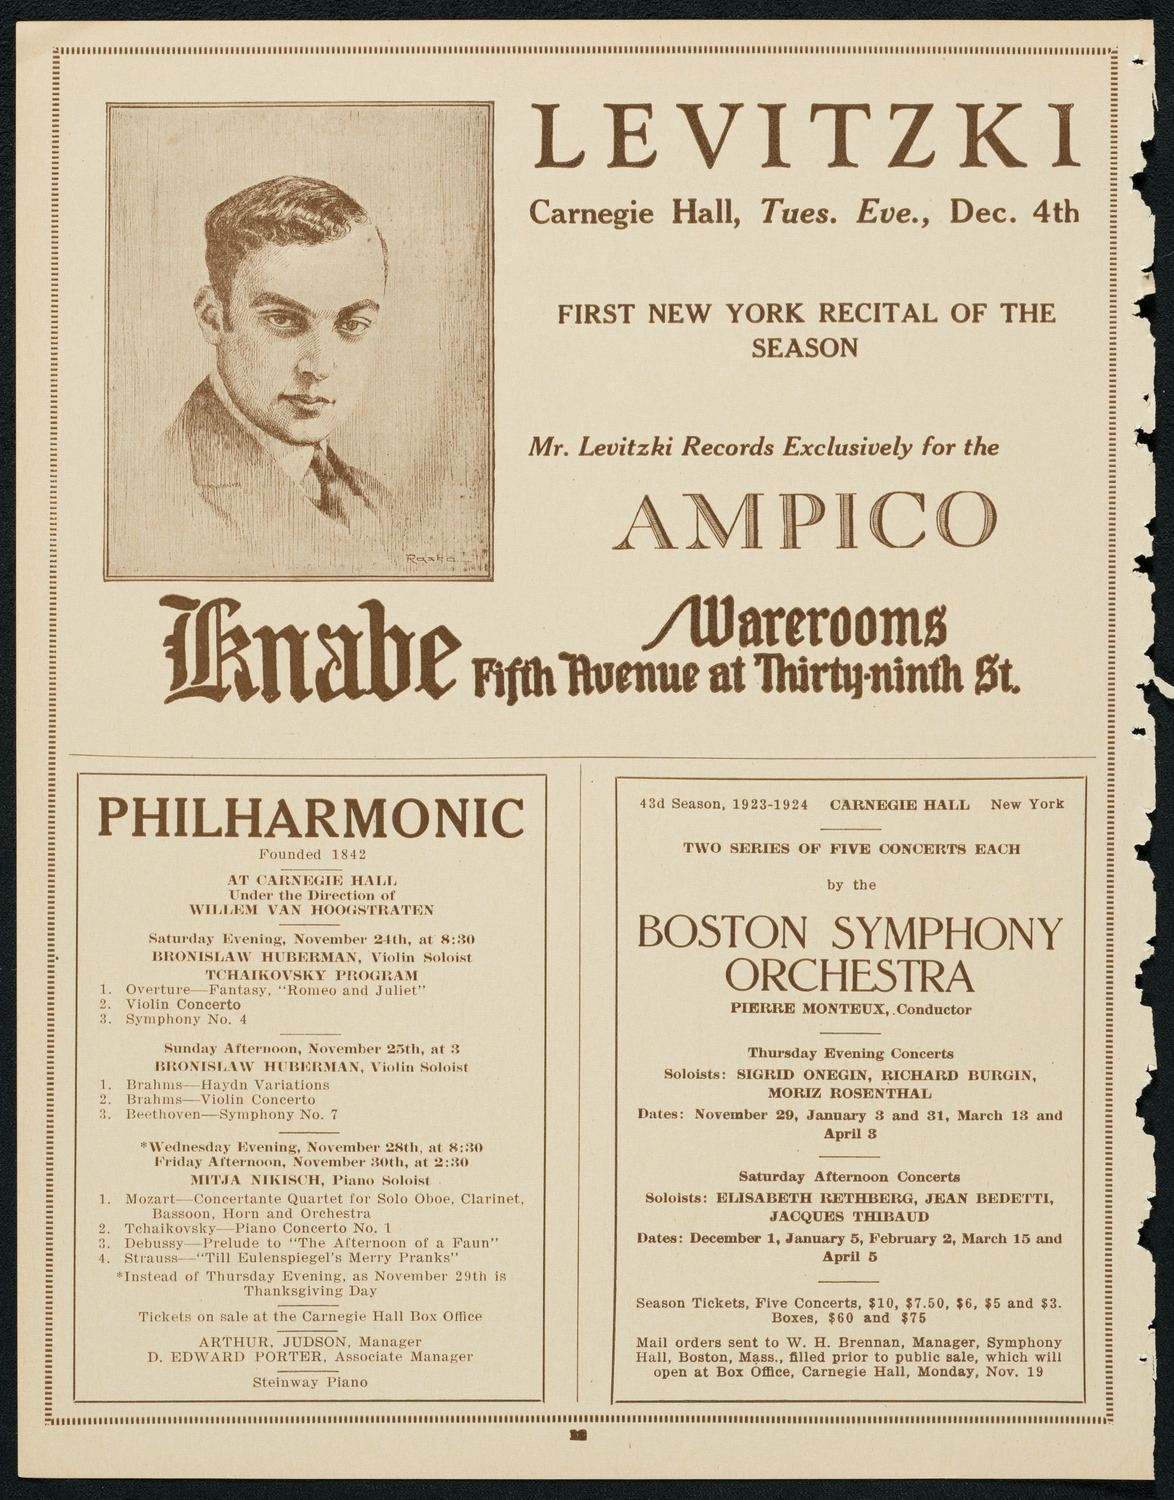 LEVITZKI
Carnegie Hall, Tues. Eve., Dec. 4th
FIRST NEW YORK RECITAL OF THE
SEASON
Mr. Levitzki Records Exclusively for the
AMPICO
Raska
Knabe
Warerooms
Fifth Avenue at Thirty-ninth St.
PHILHARMONIC
Founded 1842
AT CARNEGIE HALL
Under the Direction of
WILLEM VAN HOOGSTRATEN
Saturday Evening, November 24th, at 8:30
BRONISLAW HUBERMAN, Violin Soloist
TCHAIKOVSKY PROGRAM
1. Overture—Fantasy, "Romeo and Juliet"
2. Violin Concerto
3. Symphony No. 4
Sunday Afternoon, November 25th, at 3
BRONISLAW HUBERMAN, Violin Soloist
1. Brahms—Haydn Variations
2. Brahms—Violin Concerto
3. Beethoven—Symphony No. 7
*Wednesday Evening, November 28th, at 8:30
Friday Afternoon, November 30th, at 2:30
MITJA NIKISCH, Piano Soloist
1. Mozart—Concertante Quartet for Solo Oboe, Clarinet,
Bassoon, Horn and Orchestra
2. Tchaikovsky—Piano Concerto No. 1
3. Debussy—Prelude to "The Afternoon of a Faun"
4. Strauss—"Till Eulenspiegel's Merry Pranks"
*Instead of Thursday Evening, as November 29th is
Thanksgiving Day
Tickets on sale at the Carnegie Hall Box Office
ARTHUR, JUDSON, Manager
D. EDWARD PORTER, Associate Manager
Steinway Piano
43d Season, 1923-1924 CARNEGIE HALL New York
TWO SERIES OF FIVE CONCERTS EACH
by the
BOSTON SYMPHONY
ORCHESTRA
PIERRE MONTEUX, Conductor
Thursday Evening Concerts
Soloists: SIGRID ONEGIN, RICHARD BURGIN,
MORIZ ROSENTHAL
Dates: November 29, January 3 and 31, March 13 and
April 3
Saturday Afternoon Concerts
Soloists: ELISABETH RETHBERG, JEAN BEDETTI,
JACQUES THIBAUD
Dates: December 1, January 5, February 2, March 15 and
April 5
Season Tickets, Five Concerts, $10, $7.50, $6, $5 and $3.
Boxes, $60 and $75
Mail orders sent to W. H. Brennan, Manager, Symphony
Hall, Boston, Mass., filled prior to public sale, which will
open at Box Office, Carnegie Hall, Monday, Nov. 19